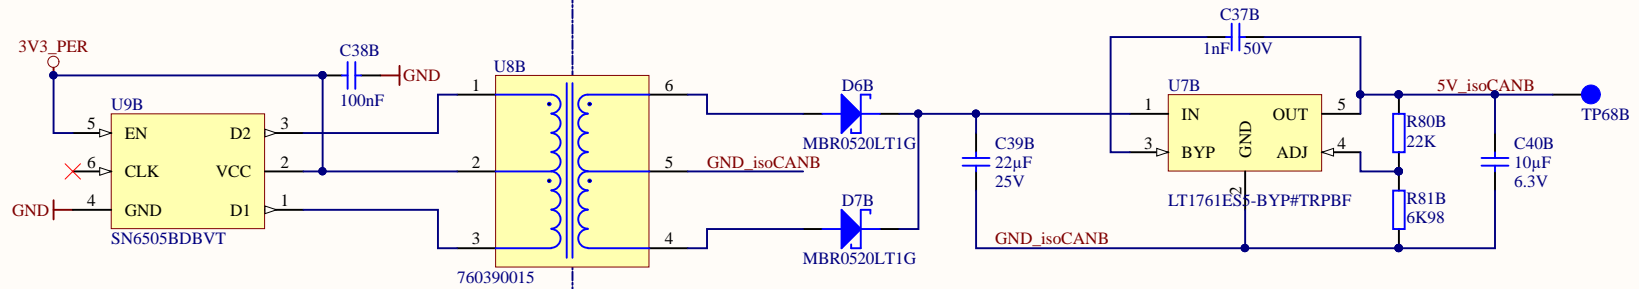 3V3_PER
C38B
GND
100nF
U9B
5
EN
D2
3
6
CLK
VCC
2
GND
4
GND
D1
1
SN6505BDBVT
U8B
1
2
3
6
5
4
760390015
GND_isoCANB
D6B
MBR0520LT1G
D7B
MBR0520LT1G
C39B
22µF
25V
GND_isoCANB
C37B
1nF
50V
U7B
1
IN
OUT
5
3
BYP
GND
ADJ
4
2
LT1761ES5-BYP#TRPBF
5V_isoCANB
R80B
22K
R81B
6K98
C40B
10µF
6.3V
TP68B